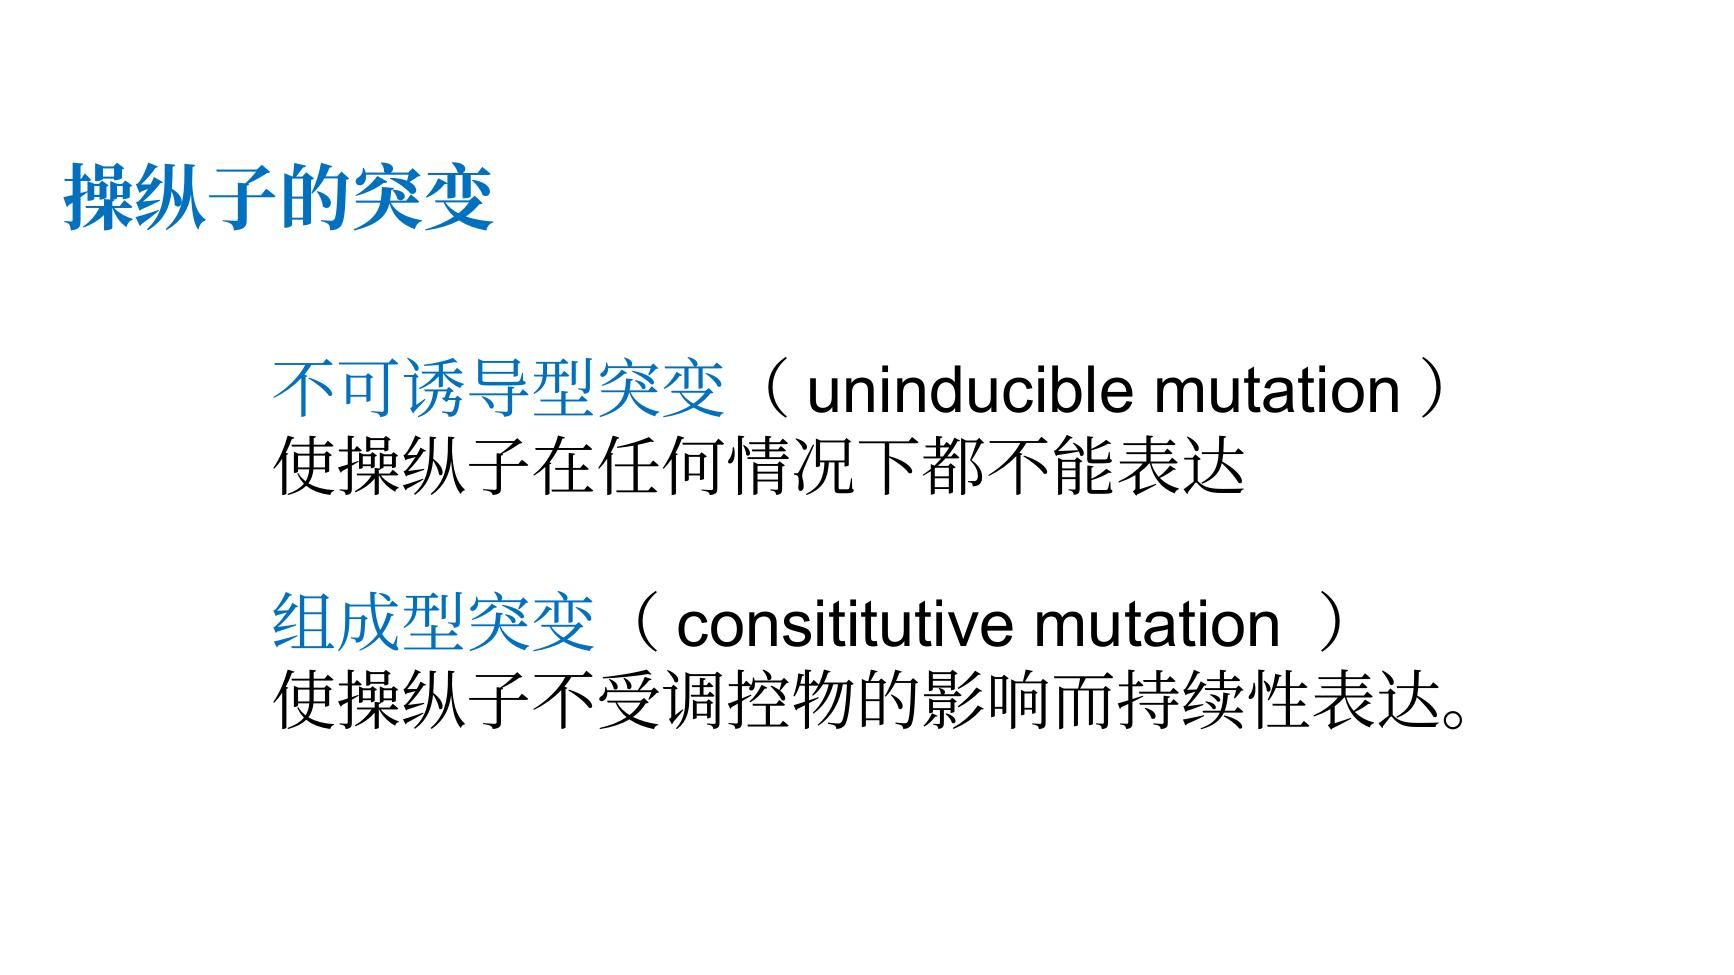 操纵子的突变
不可诱导型突变（uninducible mutation）
使操纵子在任何情况下都不能表达
组成型突变（consititutive mutation ）
使操纵子不受调控物的影响而持续性表达。